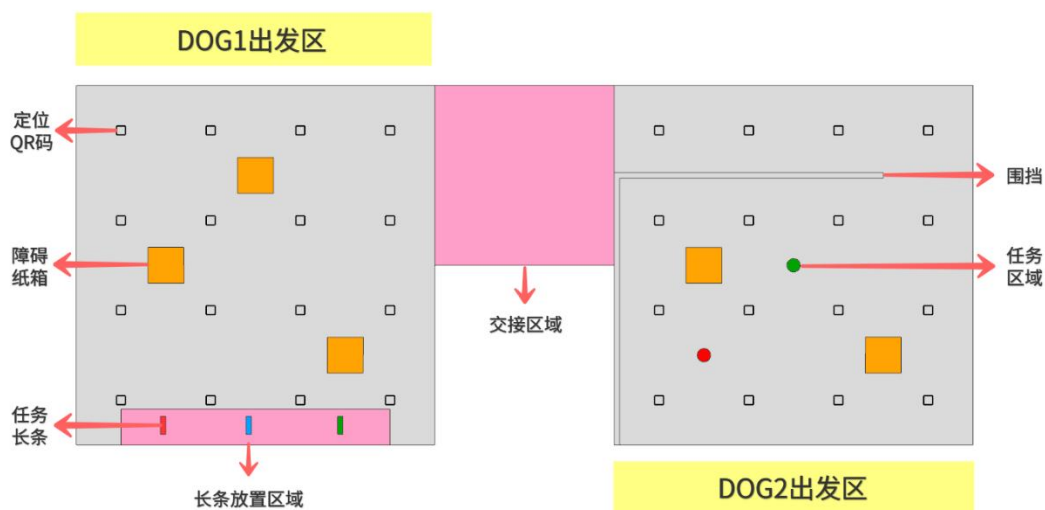 DOG1出发区
定位
QR码
围挡
障碍
纸箱
任务
区域
交接区域
任务
长条
长条放置区域
DOG2出发区